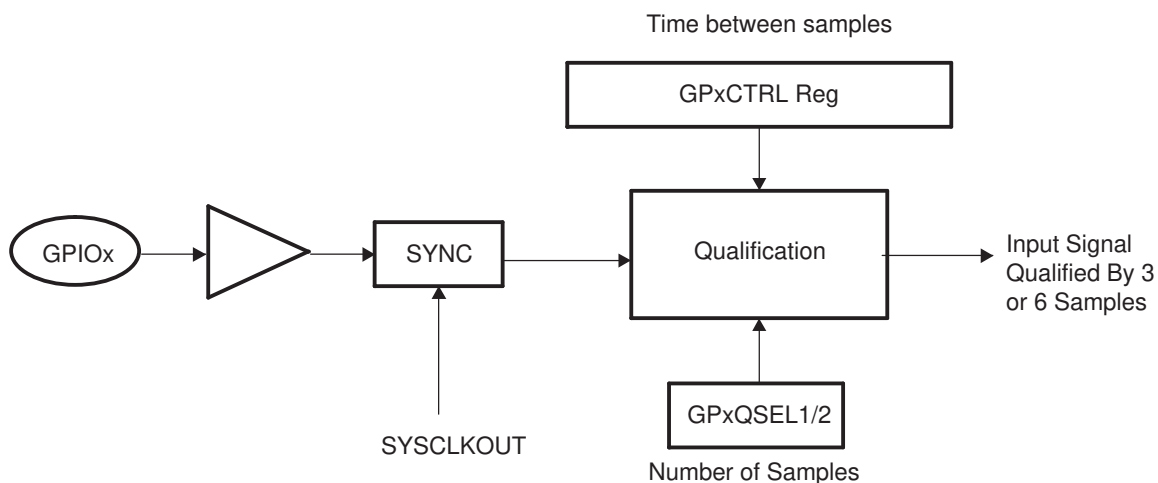 Time between samples
GPxCTRL Reg
GPIOx
SYNC
Qualification
Input Signal
Qualified By 3
or 6 Samples
GPxQSEL1/2
SYSCLKOUT
Number of Samples